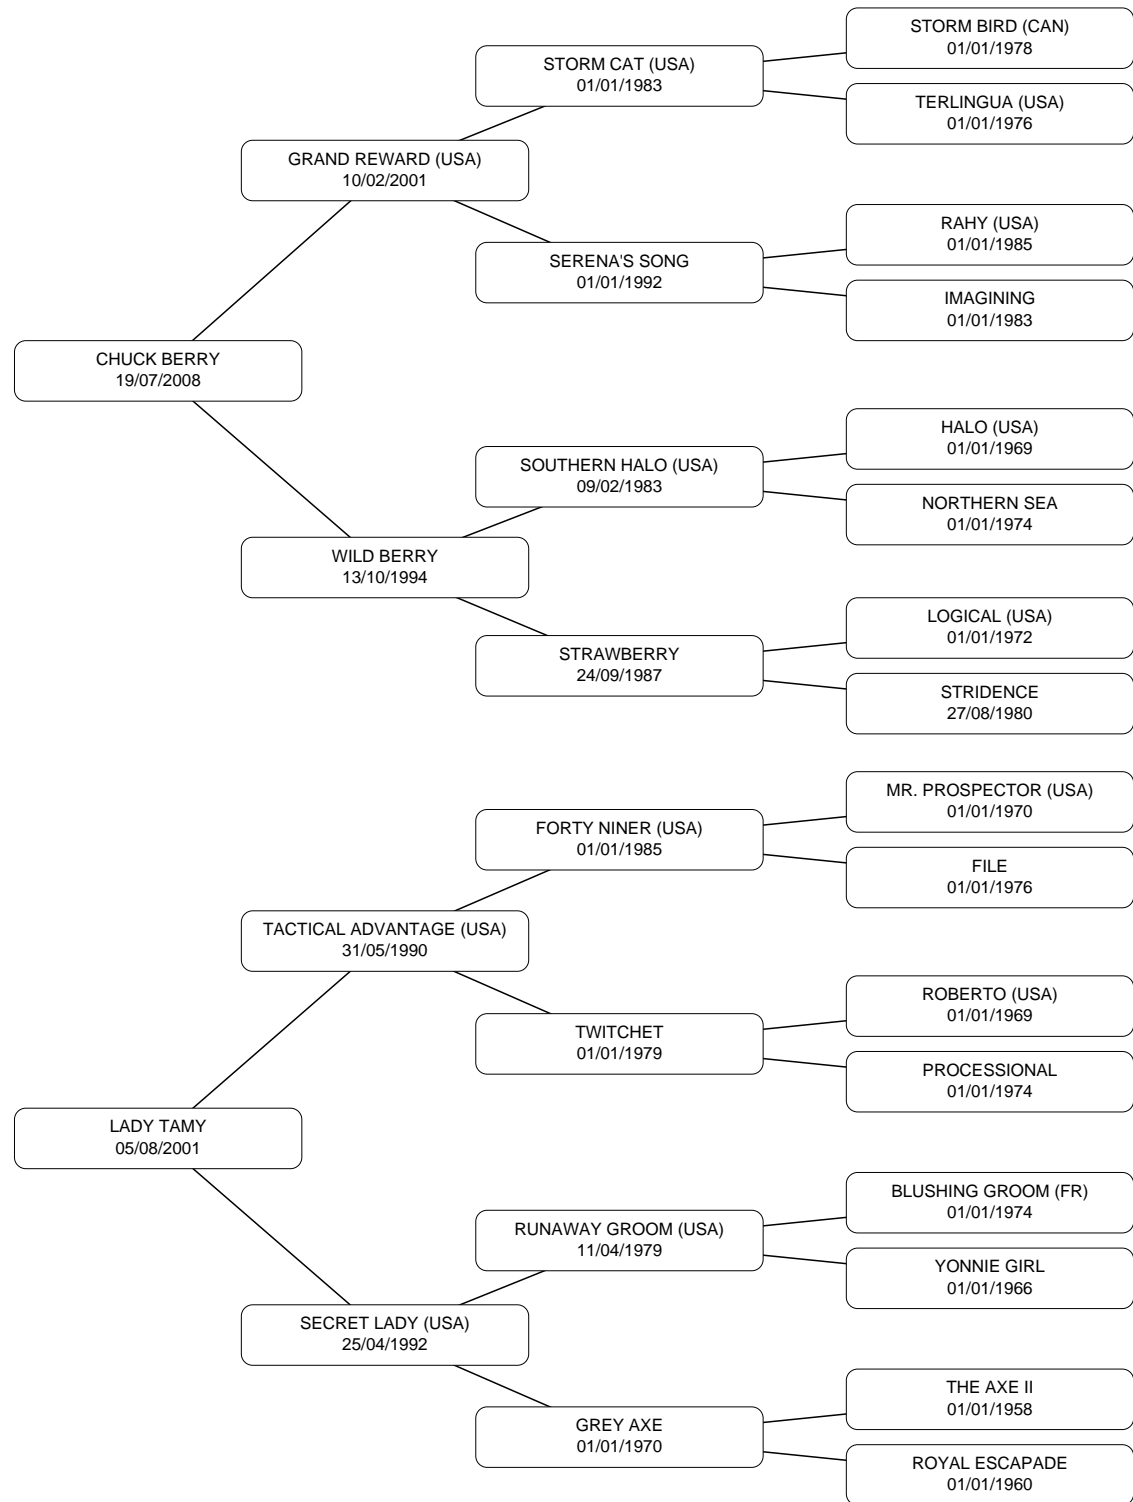 STORM BIRD (CAN)
01/01/1978
STORM CAT (USA)
01/01/1983
TERLINGUA (USA)
01/01/1976
GRAND REWARD (USA)
10/02/2001
RAHY (USA)
01/01/1985
SERENA'S SONG
01/01/1992
IMAGINING
01/01/1983
CHUCK BERRY
19/07/2008
HALO (USA)
01/01/1969
SOUTHERN HALO (USA)
09/02/1983
NORTHERN SEA
01/01/1974
WILD BERRY
13/10/1994
LOGICAL (USA)
01/01/1972
STRAWBERRY
24/09/1987
STRIDENCE
27/08/1980
MR. PROSPECTOR (USA)
01/01/1970
FORTY NINER (USA)
01/01/1985
FILE
01/01/1976
TACTICAL ADVANTAGE (USA)
31/05/1990
ROBERTO (USA)
01/01/1969
TWITCHET
01/01/1979
PROCESSIONAL
01/01/1974
LADY TAMY
05/08/2001
BLUSHING GROOM (FR)
01/01/1974
RUNAWAY GROOM (USA)
11/04/1979
YONNIE GIRL
01/01/1966
SECRET LADY (USA)
25/04/1992
THE AXE II
01/01/1958
GREY AXE
01/01/1970
ROYAL ESCAPADE
01/01/1960